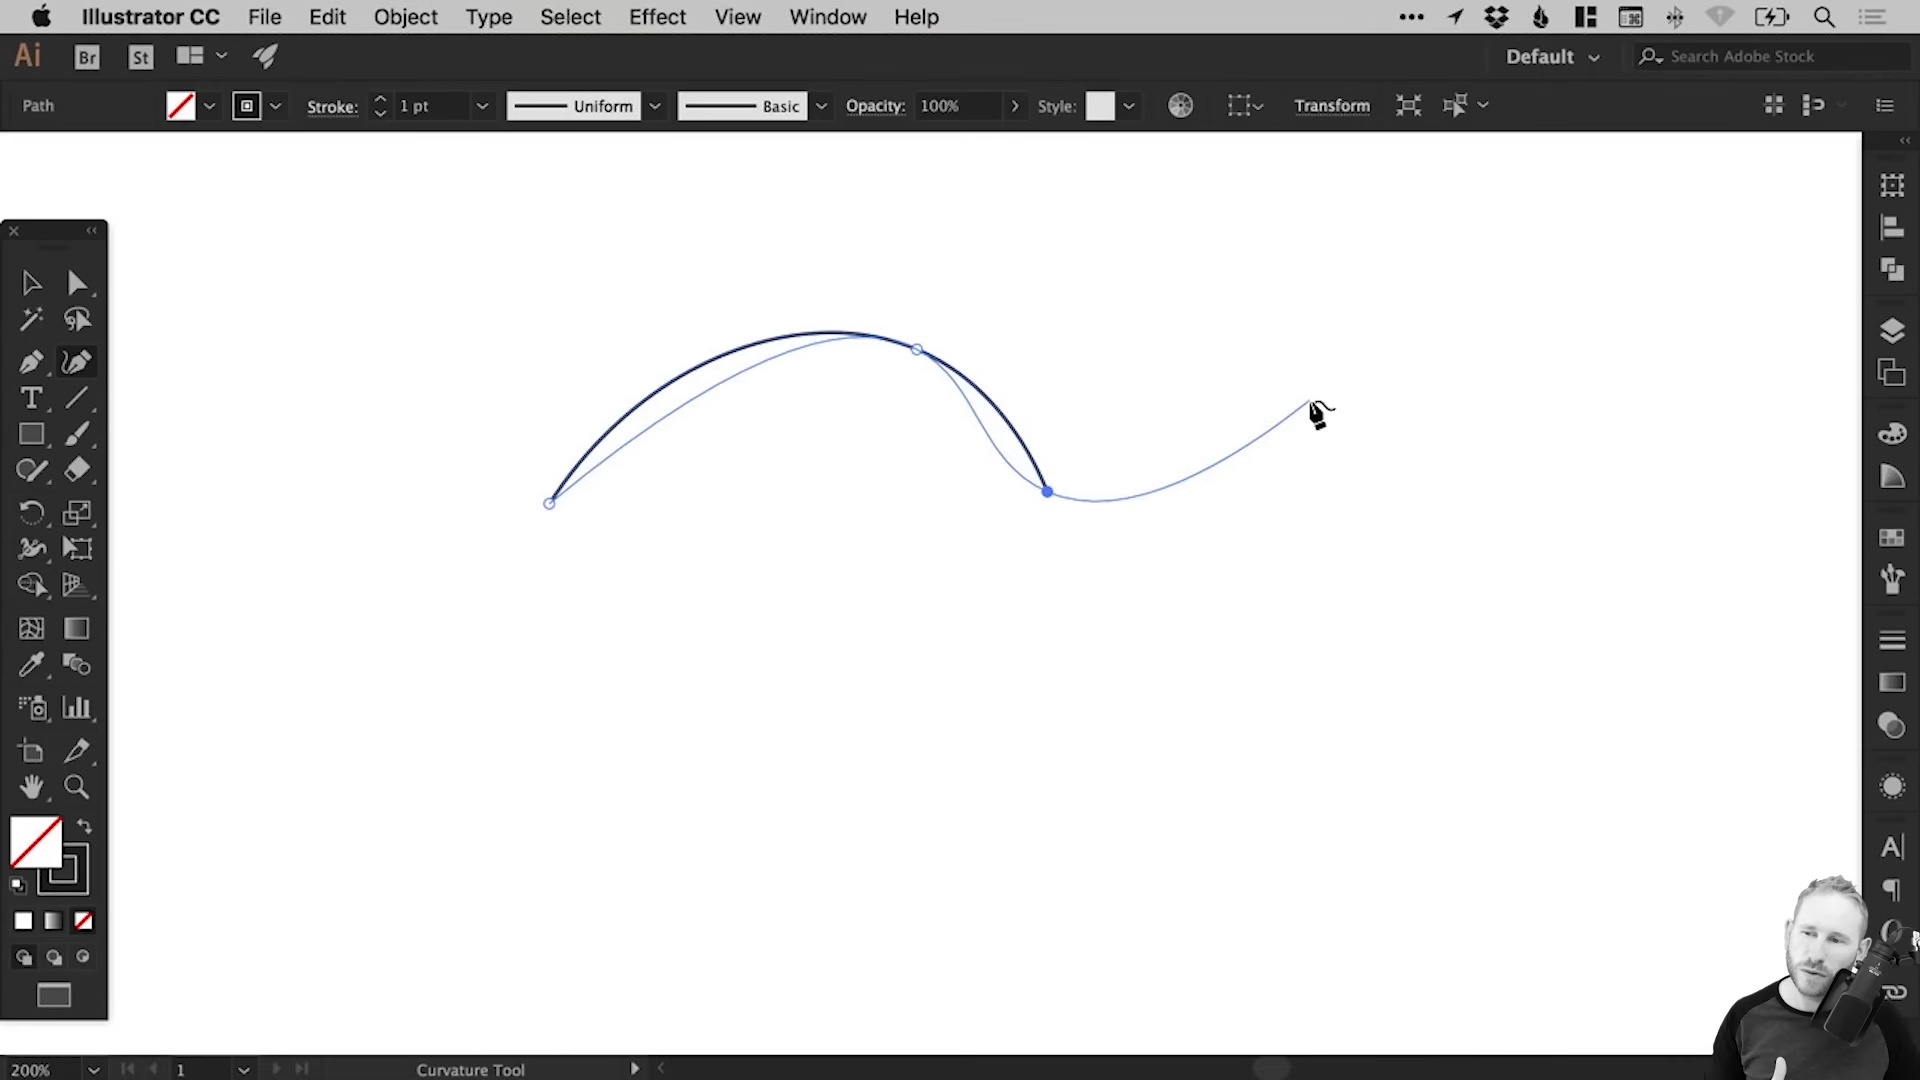 Illustrator CC File Edit Object Type Select Effect View Window Help
Ai Br St Default Search Adobe Stock
Path Stroke: 1 pt Uniform Basic Opacity: 100% Style: Transform
T
A
200% 1 Curvature Tool